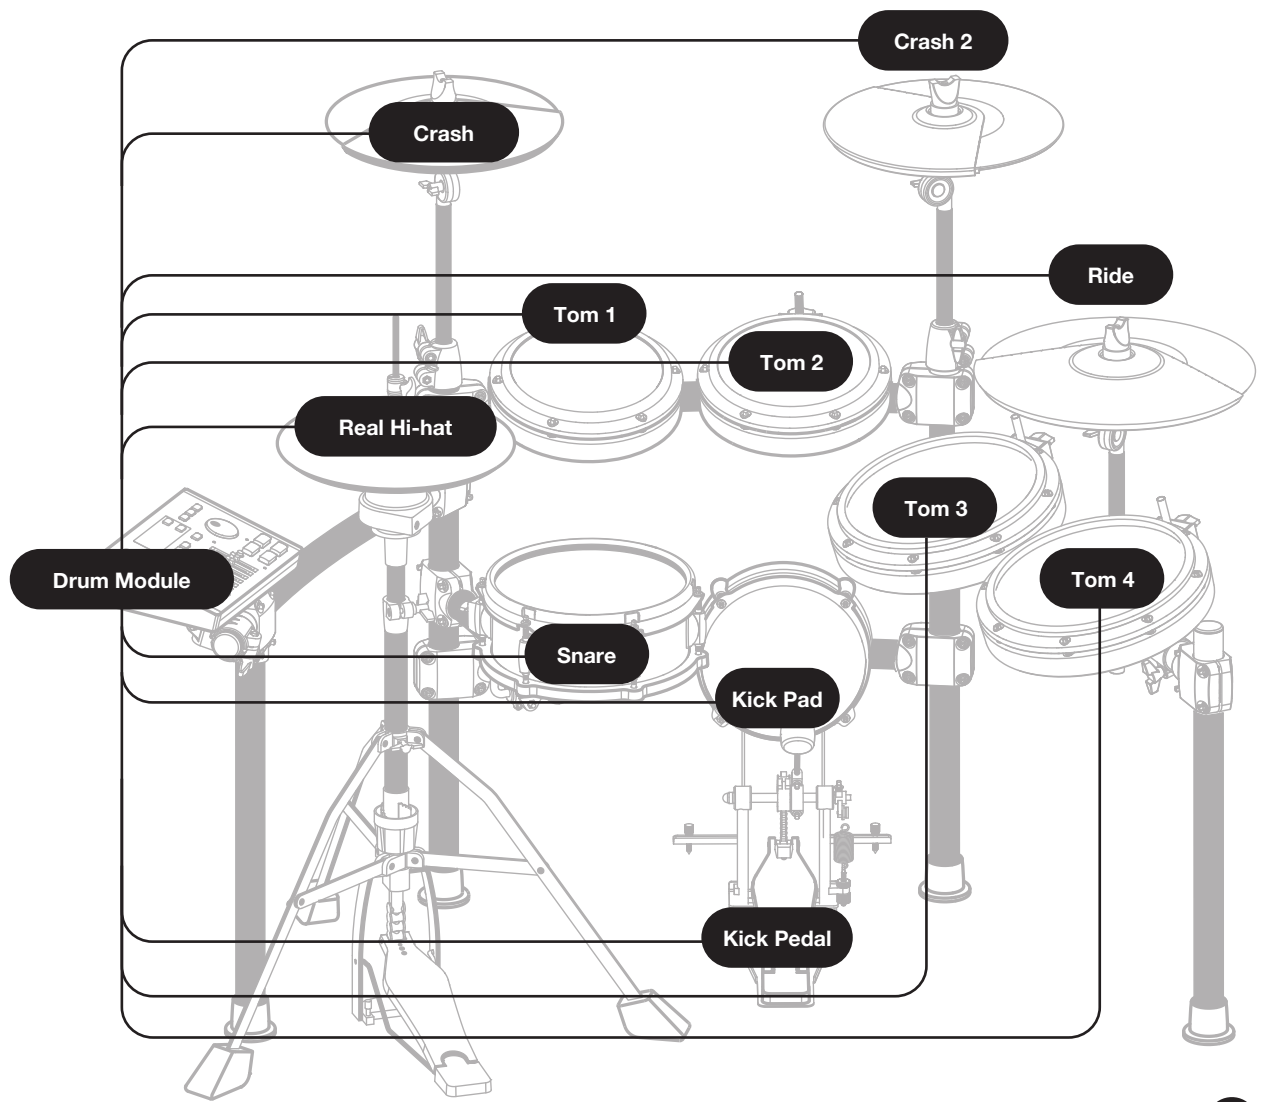 Crash 2
Crash
Ride
Tom 1
Tom 2
Real Hi-hat
Tom 3
Drum Module
Tom 4
Snare
Kick Pad
Kick Pedal